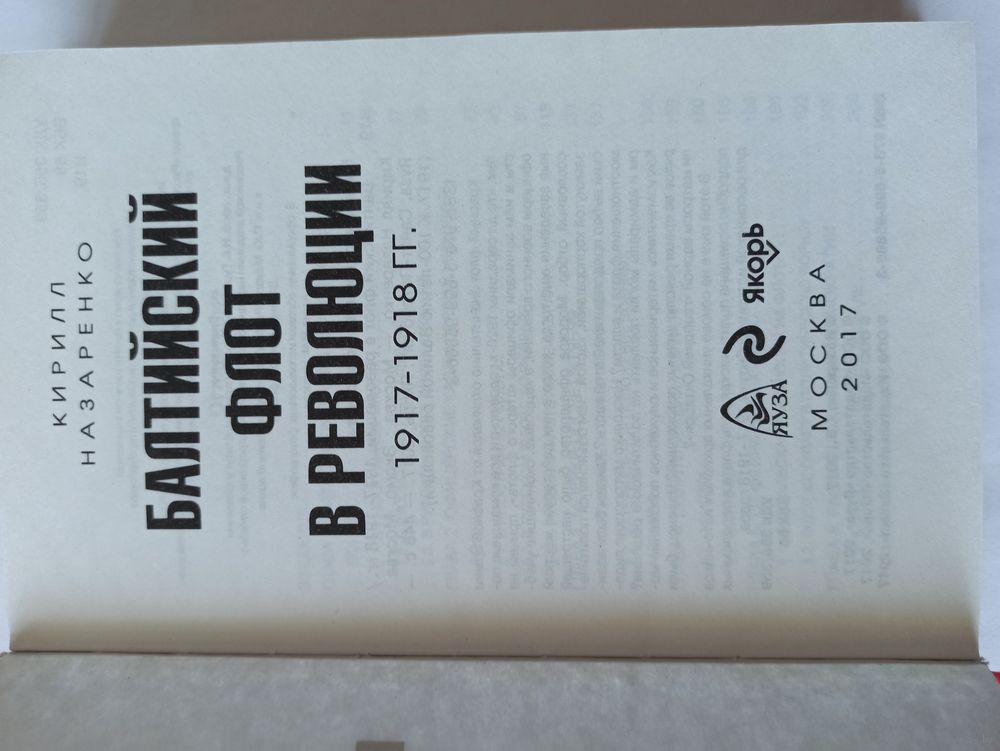 КИРИЛЛ
НАЗАРЕНКО
БАЛТИЙСКИЙ
ФЛОТ
В РЕВОЛЮЦИИ
1917–1918 ГГ.
ЯУЗА
Якорь
МОСКВА
2017